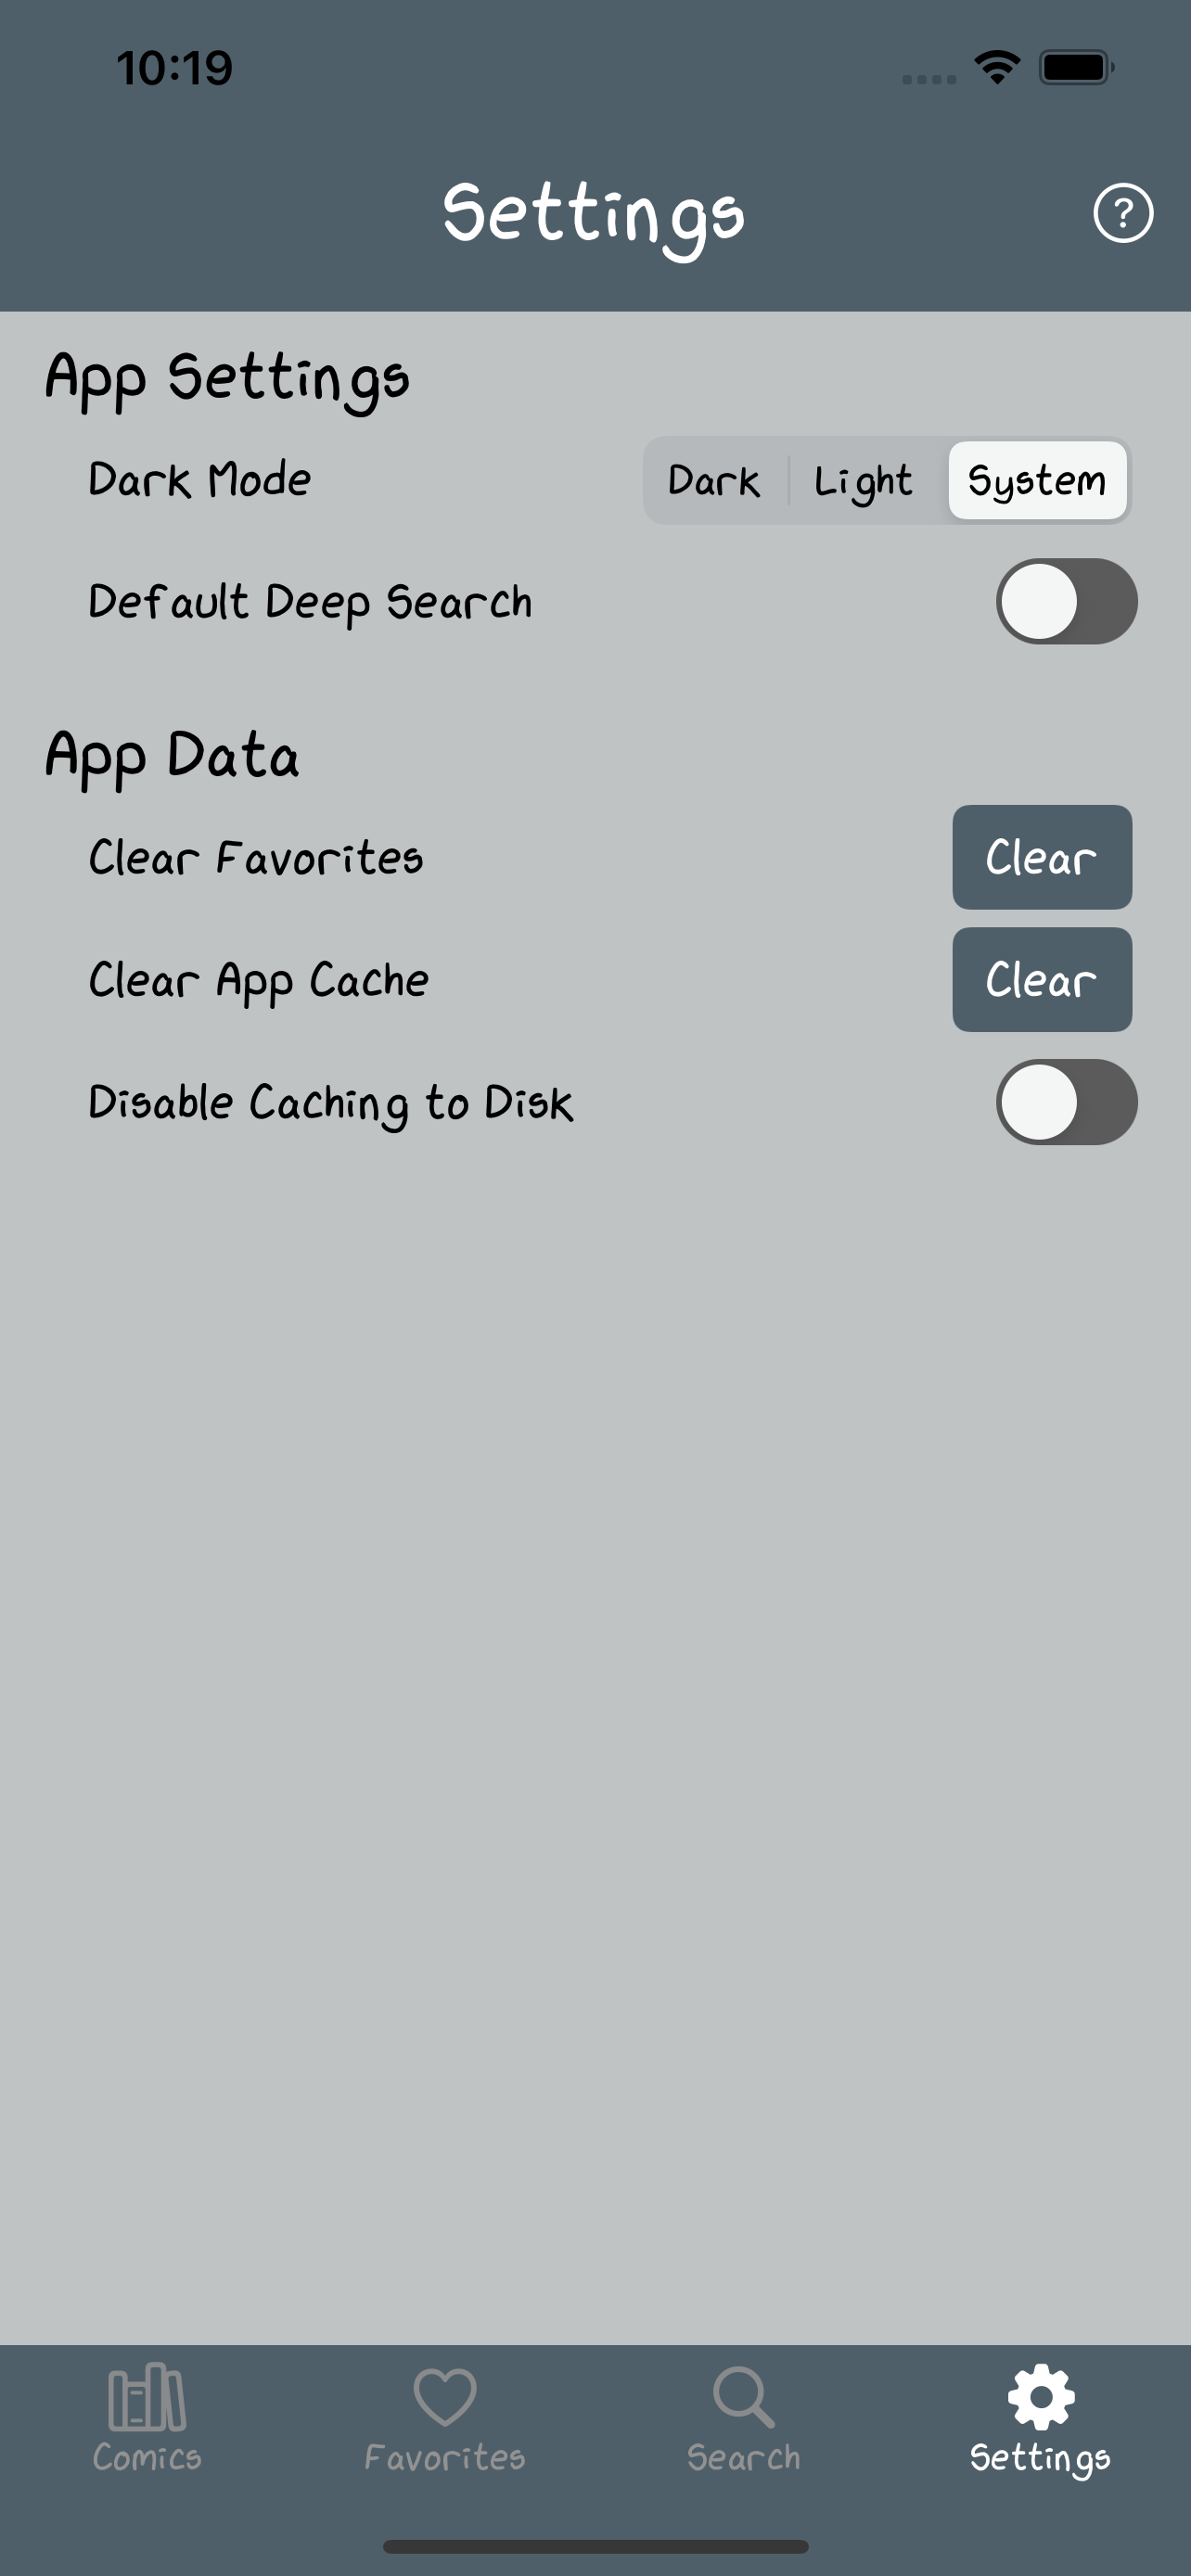 10:19
Settings
?
App Settings
Dark Mode Dark Light System
Default Deep Search
App Data
Clear Favorites Clear
Clear App Cache Clear
Disable Caching to Disk
Comics Favorites Search Settings